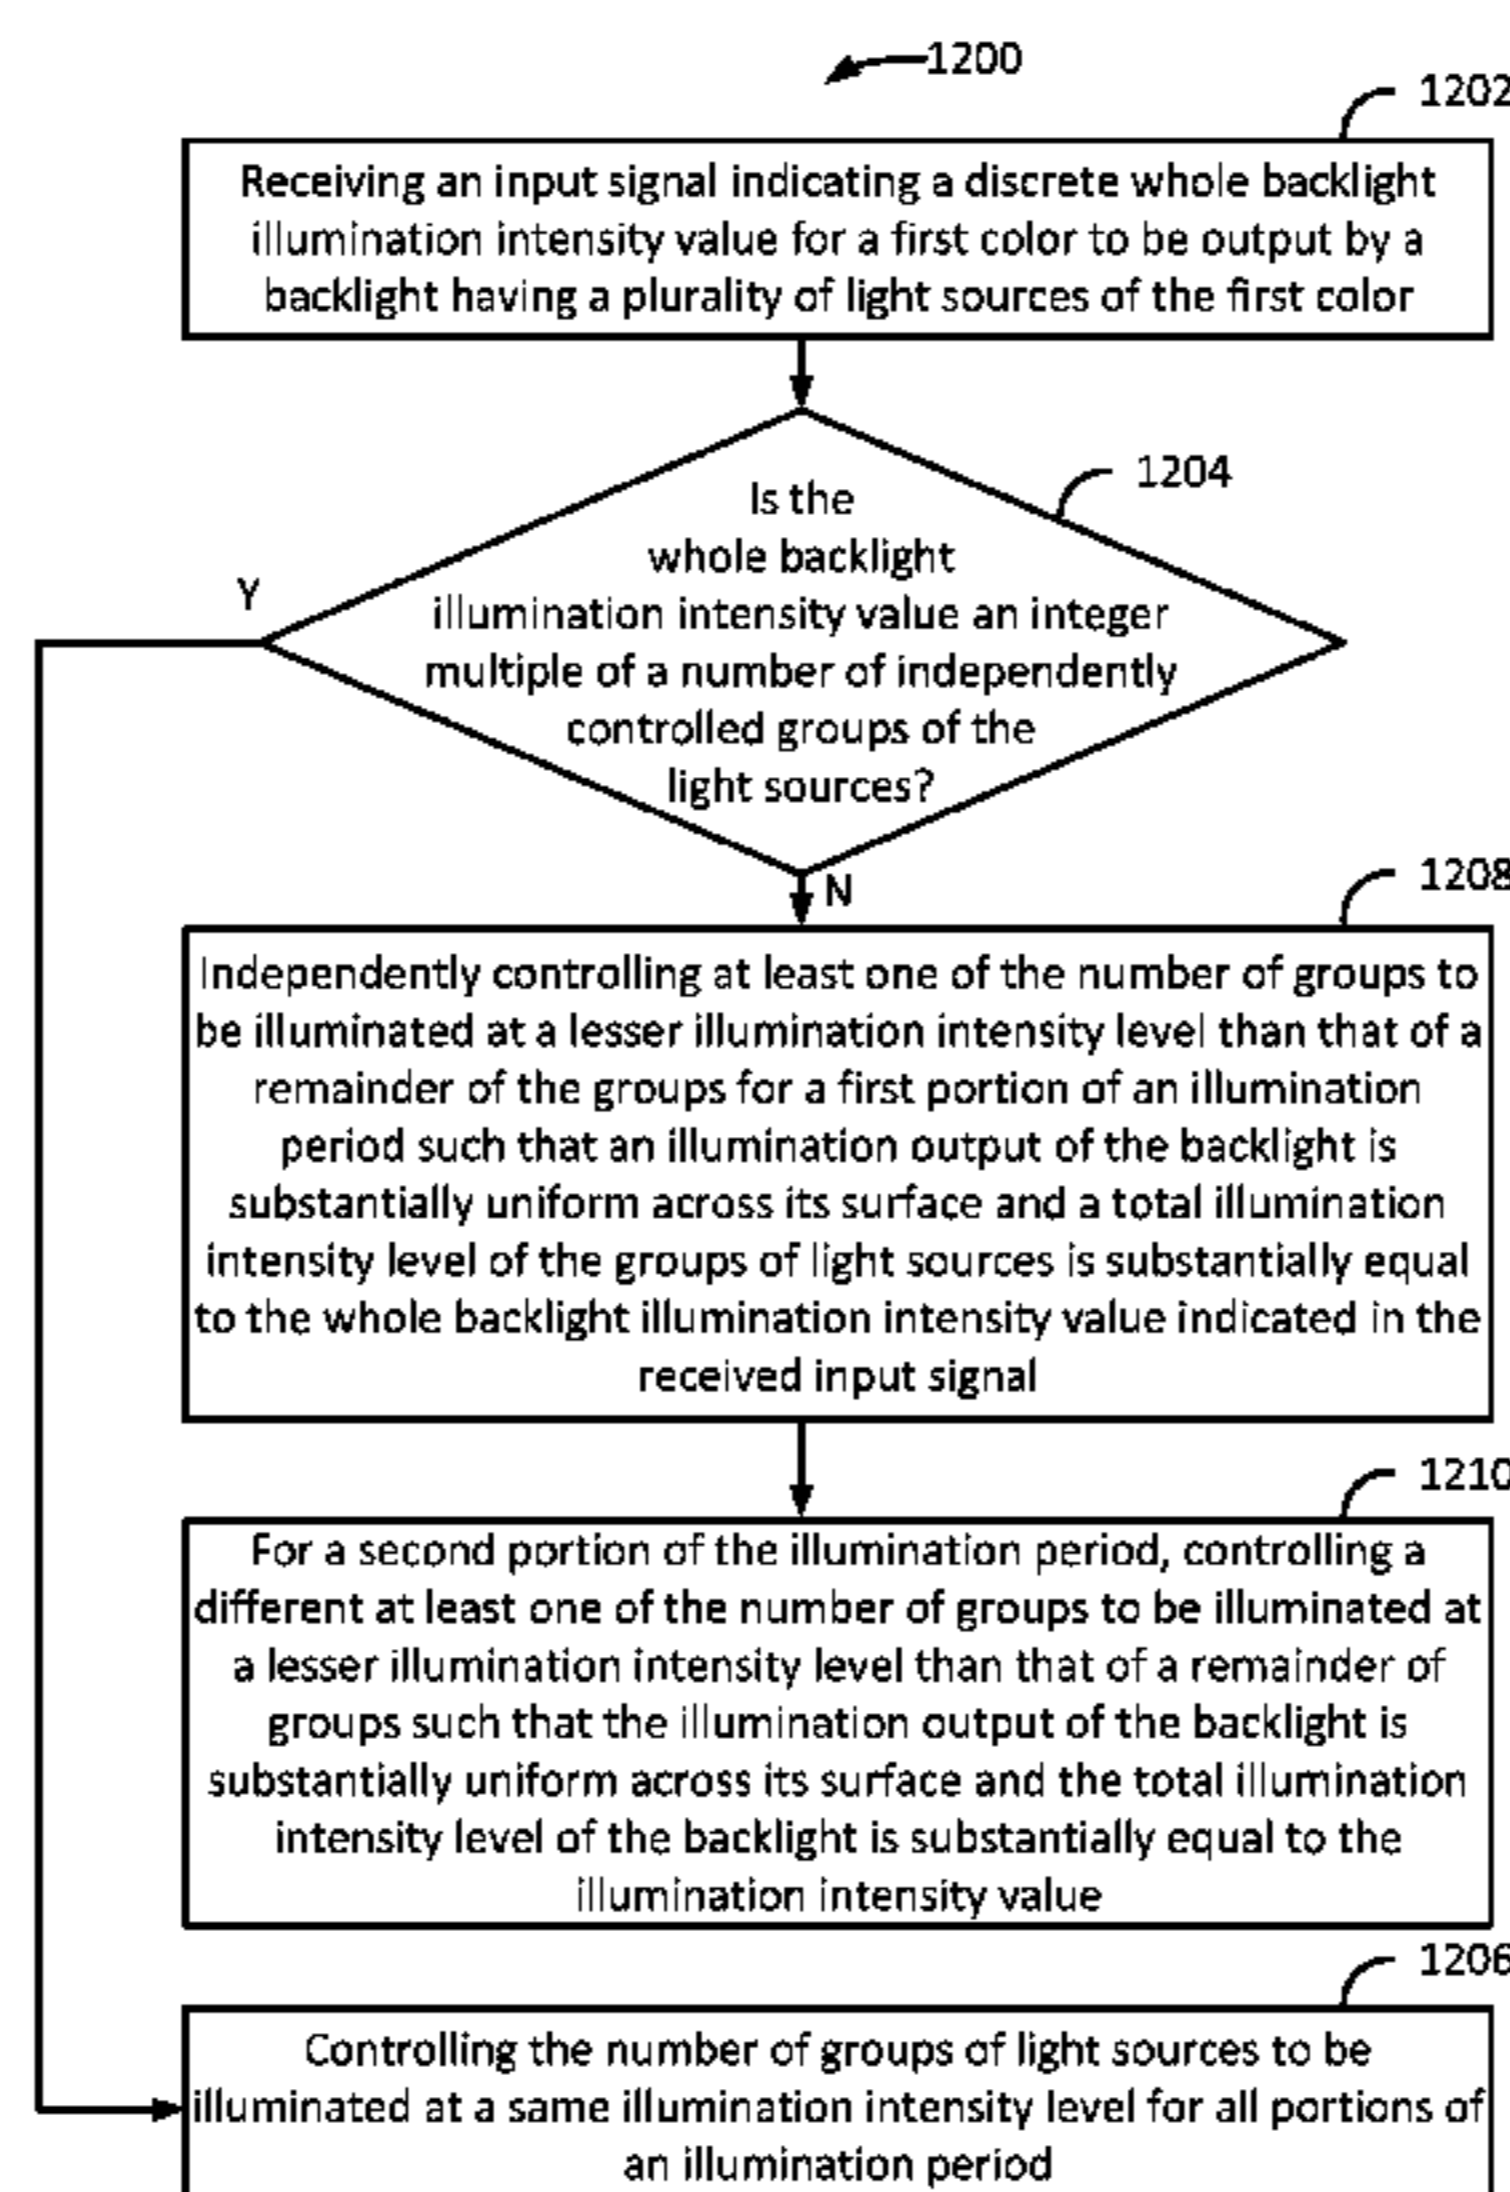 1200
1202
Receiving an input signal indicating a discrete whole backlight
illumination intensity value for a first color to be output by a
backlight having a plurality of light sources of the first color
1204
Is the
whole backlight
Y
illumination intensity value an integer
multiple of a number of independently
controlled groups of the
light sources?
N
1208
Independently controlling at least one of the number of groups to
be illuminated at a lesser illumination intensity level than that of a
remainder of the groups for a first portion of an illumination
period such that an illumination output of the backlight is
substantially uniform across its surface and a total illumination
intensity level of the groups of light sources is substantially equal
to the whole backlight illumination intensity value indicated in the
received input signal
1210
For a second portion of the illumination period, controlling a
different at least one of the number of groups to be illuminated at
a lesser illumination intensity level than that of a remainder of
groups such that the illumination output of the backlight is
substantially uniform across its surface and the total illumination
intensity level of the backlight is substantially equal to the
illumination intensity value
1206
Controlling the number of groups of light sources to be
illuminated at a same illumination intensity level for all portions of
an illumination period